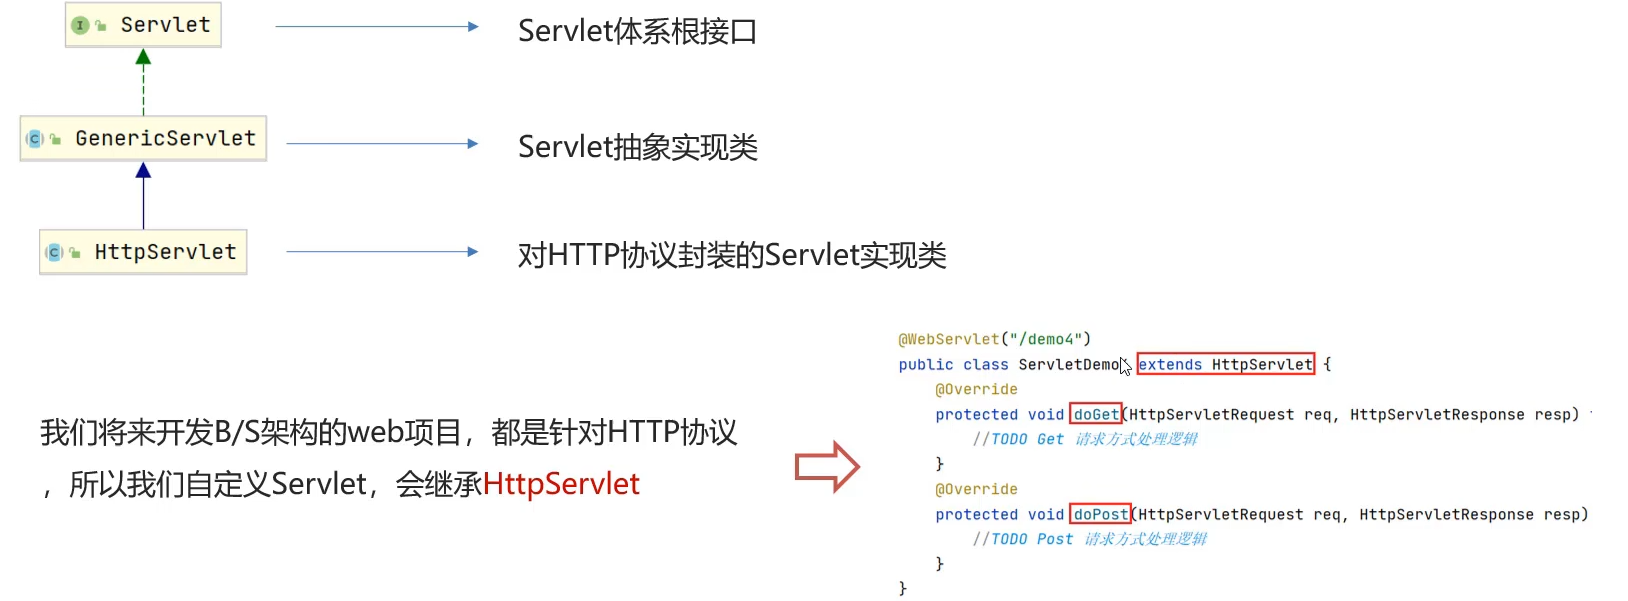 Servlet
Servlet体系根接口
GenericServlet
Servlet抽象实现类
HttpServlet
对HTTP协议封装的Servlet实现类
我们将来开发B/S架构的web项目，都是针对HTTP协议
，所以我们自定义Servlet，会继承HttpServlet
@WebServlet("/demo4")
public class ServletDemo extends HttpServlet {
@Override
protected void doGet(HttpServletRequest req, HttpServletResponse resp)
//TODO Get 请求方式处理逻辑
}
@Override
protected void doPost(HttpServletRequest req, HttpServletResponse resp)
//TODO Post 请求方式处理逻辑
}
}